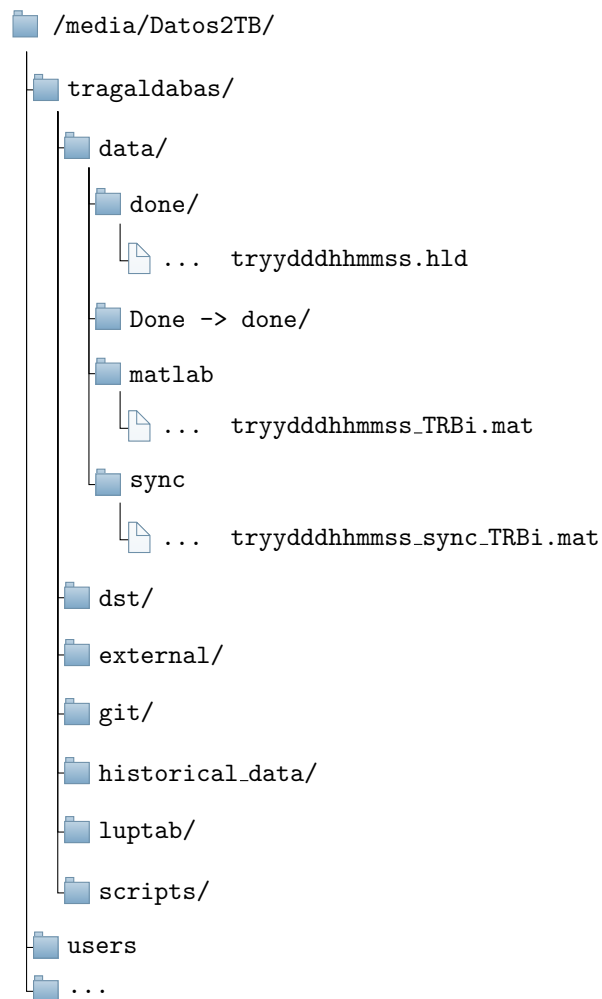 /media/Datos2TB/
tragaldabas/
data/
done/
... tryydddhhmmss.hld
Done -> done/
matlab
... tryydddhhmmss_TRBi.mat
sync
... tryydddhhmmss_sync_TRBi.mat
dst/
external/
git/
historical_data/
luptab/
scripts/
users
...